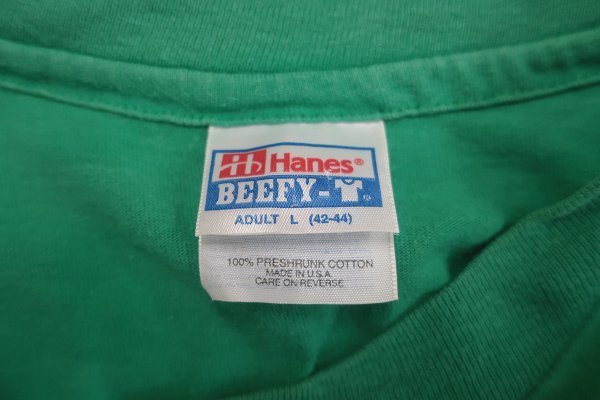 Hanes®
BEEFY-T®
ADULT L (42-44)
100% PRESHRUNK COTTON
MADE IN U.S.A.
CARE ON REVERSE